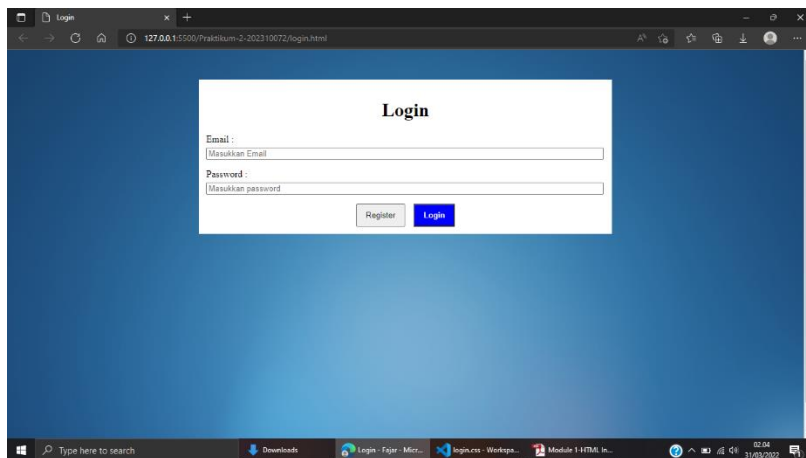 Login
127.0.0.1:5500/Praktikum-2-202310072/login.html
Login
Email :
Masukkan Email
Password :
Masukkan password
Register Login
Type here to search
Downloads
Login - Fajar - Micr...
login.css - Workspa...
Module 1-HTML In...
02.04
31/03/2022